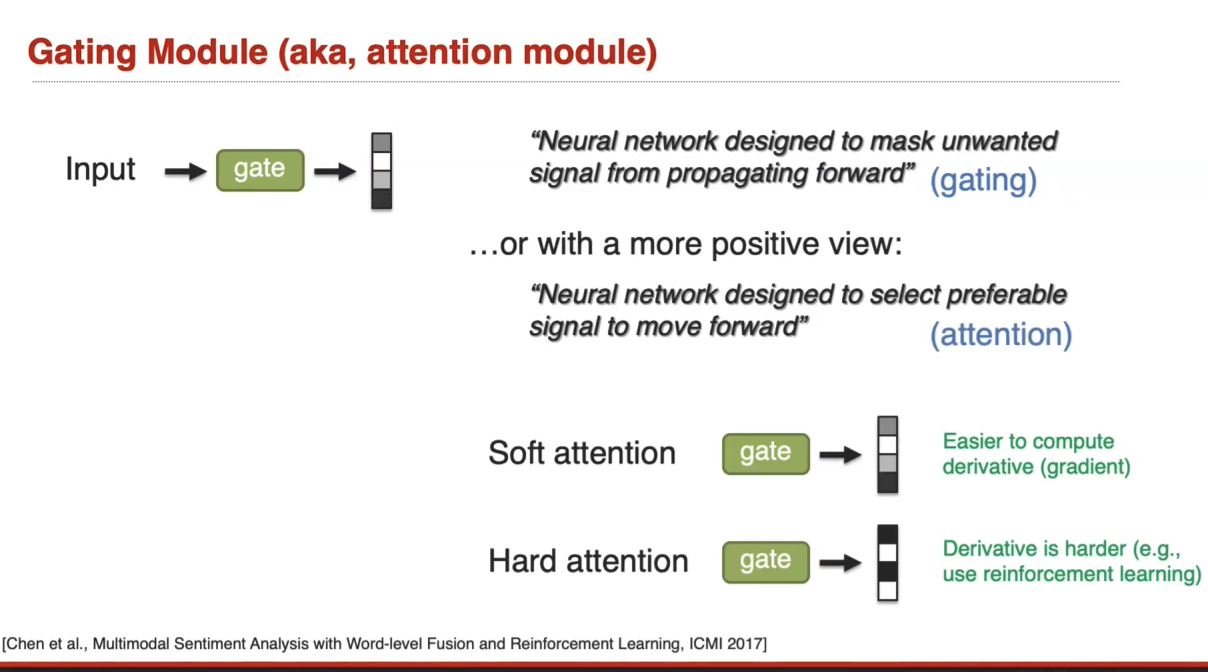 Gating Module (aka, attention module)
Input
gate
“Neural network designed to mask unwanted
signal from propagating forward” (gating)
…or with a more positive view:
“Neural network designed to select preferable
signal to move forward”
(attention)
Soft attention
gate
Easier to compute
derivative (gradient)
Hard attention
gate
Derivative is harder (e.g.,
use reinforcement learning)
[Chen et al., Multimodal Sentiment Analysis with Word-level Fusion and Reinforcement Learning, ICMI 2017]